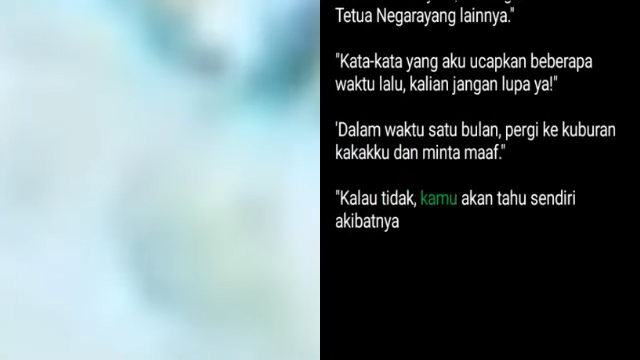 Tetua Negarayang lainnya."
"Kata-kata yang aku ucapkan beberapa
waktu lalu, kalian jangan lupa ya!"
'Dalam waktu satu bulan, pergi ke kuburan
kakakku dan minta maaf."
"Kalau tidak, kamu akan tahu sendiri
akibatnya